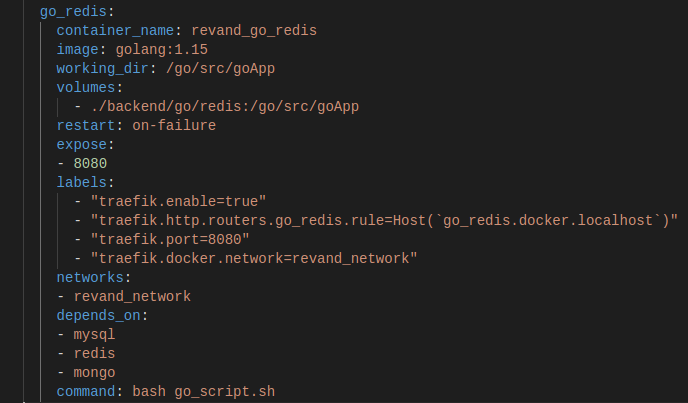 go_redis:
container_name: revand_go_redis
image: golang:1.15
working_dir: /go/src/goApp
volumes:
- ./backend/go/redis:/go/src/goApp
restart: on-failure
expose:
- 8080
labels:
- "traefik.enable=true"
- "traefik.http.routers.go_redis.rule=Host(`go_redis.docker.localhost`)"
- "traefik.port=8080"
- "traefik.docker.network=revand_network"
networks:
- revand_network
depends_on:
- mysql
- redis
- mongo
command: bash go_script.sh